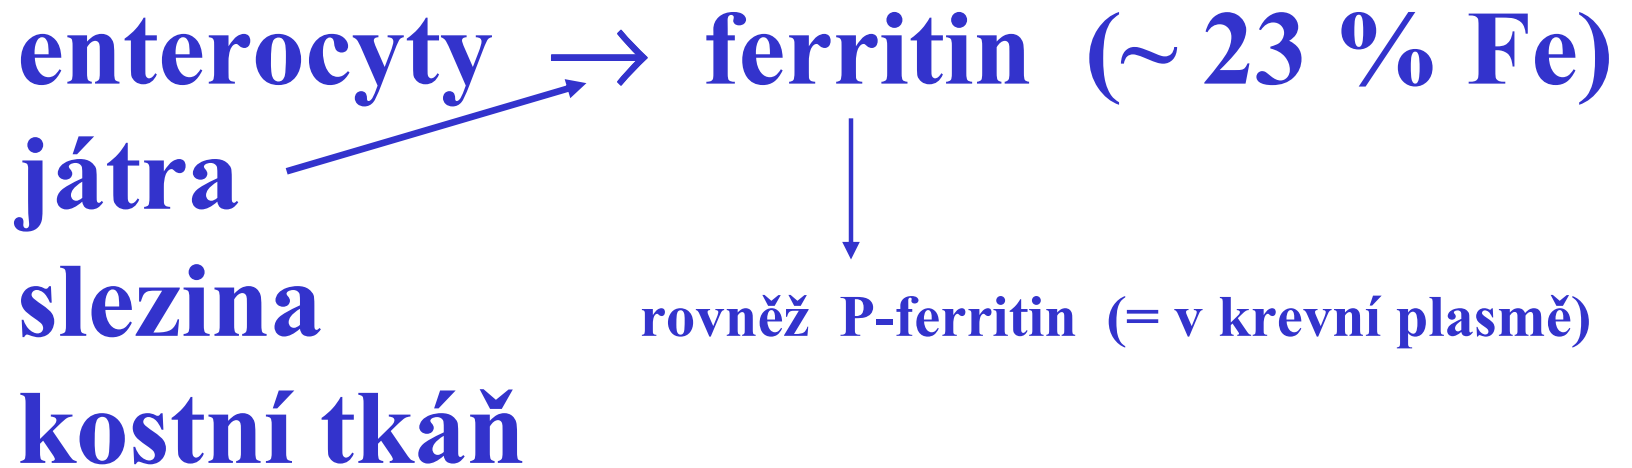 enterocyty → ferritin (~ 23 % Fe)
játra
slezina
rovněž P-ferritin (= v krevní plasmě)
kostní tkáň